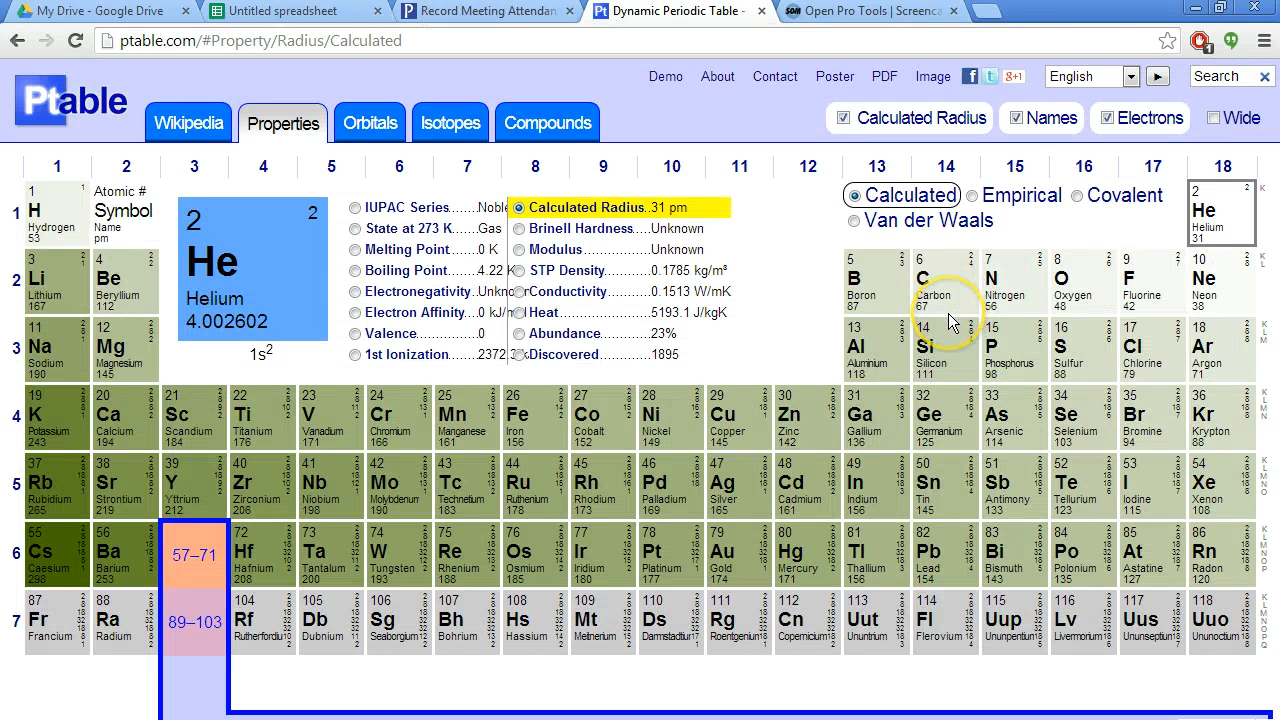 My Drive - Google Drive × Untitled spreadsheet × Record Meeting Attendan × Dynamic Periodic Table - × Open Pro Tools | Screenca ×
ptable.com/#Property/Radius/Calculated
Demo About Contact Poster PDF Image f t g+1 English Search ×
Ptable
Wikipedia Properties Orbitals Isotopes Compounds Calculated Radius Names Electrons Wide
1 2 3 4 5 6 7 8 9 10 11 12 13 14 15 16 17 18
Calculated Empirical Covalent
Van der Waals
1 H Hydrogen 53
Atomic #
Symbol
Name
pm
2 2
He
Helium
4.002602
1s2
IUPAC Series Noble
State at 273 K Gas
Melting Point 0 K
Boiling Point 4.22 K
Electronegativity Unkno
Electron Affinity 0 kJ/m
Valence 0
1st Ionization 2372.3
Calculated Radius 31 pm
Brinell Hardness Unknown
Modulus Unknown
STP Density 0.1785 kg/m³
Conductivity 0.1513 W/mK
Heat 5193.1 J/kgK
Abundance 23%
Discovered 1895
2 He Helium 31
2
3 Li Lithium 167
4 Be Beryllium 112
5 B Boron 87
6 C Carbon 67
7 N Nitrogen 56
8 O Oxygen 48
9 F Fluorine 42
10 Ne Neon 38
3
11 Na Sodium 190
12 Mg Magnesium 145
13 Al Aluminium 118
14 Si Silicon 111
15 P Phosphorus 98
16 S Sulfur 88
17 Cl Chlorine 79
18 Ar Argon 71
4
19 K Potassium 243
20 Ca Calcium 194
21 Sc Scandium 184
22 Ti Titanium 176
23 V Vanadium 171
24 Cr Chromium 166
25 Mn Manganese 161
26 Fe Iron 156
27 Co Cobalt 152
28 Ni Nickel 149
29 Cu Copper 145
30 Zn Zinc 142
31 Ga Gallium 136
32 Ge Germanium 125
33 As Arsenic 114
34 Se Selenium 103
35 Br Bromine 94
36 Kr Krypton 88
5
37 Rb Rubidium 265
38 Sr Strontium 219
39 Y Yttrium 212
40 Zr Zirconium 206
41 Nb Niobium 198
42 Mo Molybdenum 190
43 Tc Technetium 183
44 Ru Ruthenium 178
45 Rh Rhodium 173
46 Pd Palladium 169
47 Ag Silver 165
48 Cd Cadmium 161
49 In Indium 156
50 Sn Tin 145
51 Sb Antimony 133
52 Te Tellurium 123
53 I Iodine 115
54 Xe Xenon 108
6
55 Cs Caesium 298
56 Ba Barium 253
57–71
72 Hf Hafnium 208
73 Ta Tantalum 200
74 W Tungsten 193
75 Re Rhenium 188
76 Os Osmium 185
77 Ir Iridium 180
78 Pt Platinum 177
79 Au Gold 174
80 Hg Mercury 171
81 Tl Thallium 156
82 Pb Lead 154
83 Bi Bismuth 143
84 Po Polonium 135
85 At Astatine 127
86 Rn Radon 120
7
87 Fr Francium
88 Ra Radium
89–103
104 Rf Rutherfordiu
105 Db Dubnium
106 Sg Seaborgium
107 Bh Bohrium
108 Hs Hassium
109 Mt Meitnerium
110 Ds Darmstadtiu
111 Rg Roentgenium
112 Cn Copernicium
113 Uut Ununtrium
114 Fl Flerovium
115 Uup Ununpentiu
116 Lv Livermorium
117 Uus Ununseptiu
118 Uuo Ununoctium